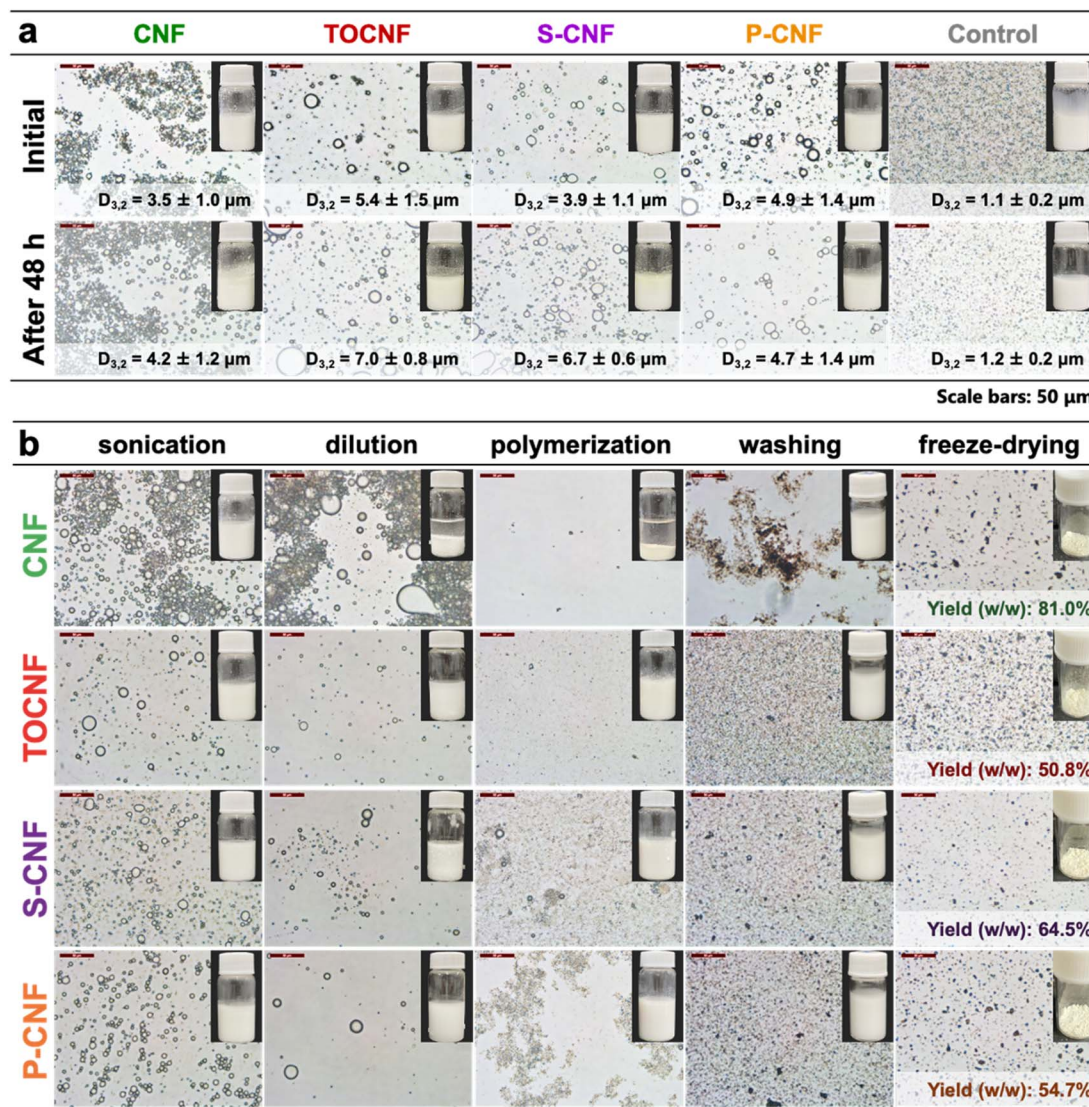 a CNF TOCNF S-CNF P-CNF Control
Initial
D3,2 = 3.5 ± 1.0 µm D3,2 = 5.4 ± 1.5 µm D3,2 = 3.9 ± 1.1 µm D3,2 = 4.9 ± 1.4 µm D3,2 = 1.1 ± 0.2 µm
After 48 h
D3,2 = 4.2 ± 1.2 µm D3,2 = 7.0 ± 0.8 µm D3,2 = 6.7 ± 0.6 µm D3,2 = 4.7 ± 1.4 µm D3,2 = 1.2 ± 0.2 µm
Scale bars: 50 µm
b sonication dilution polymerization washing freeze-drying
CNF
Yield (w/w): 81.0%
TOCNF
Yield (w/w): 50.8%
S-CNF
Yield (w/w): 64.5%
P-CNF
Yield (w/w): 54.7%